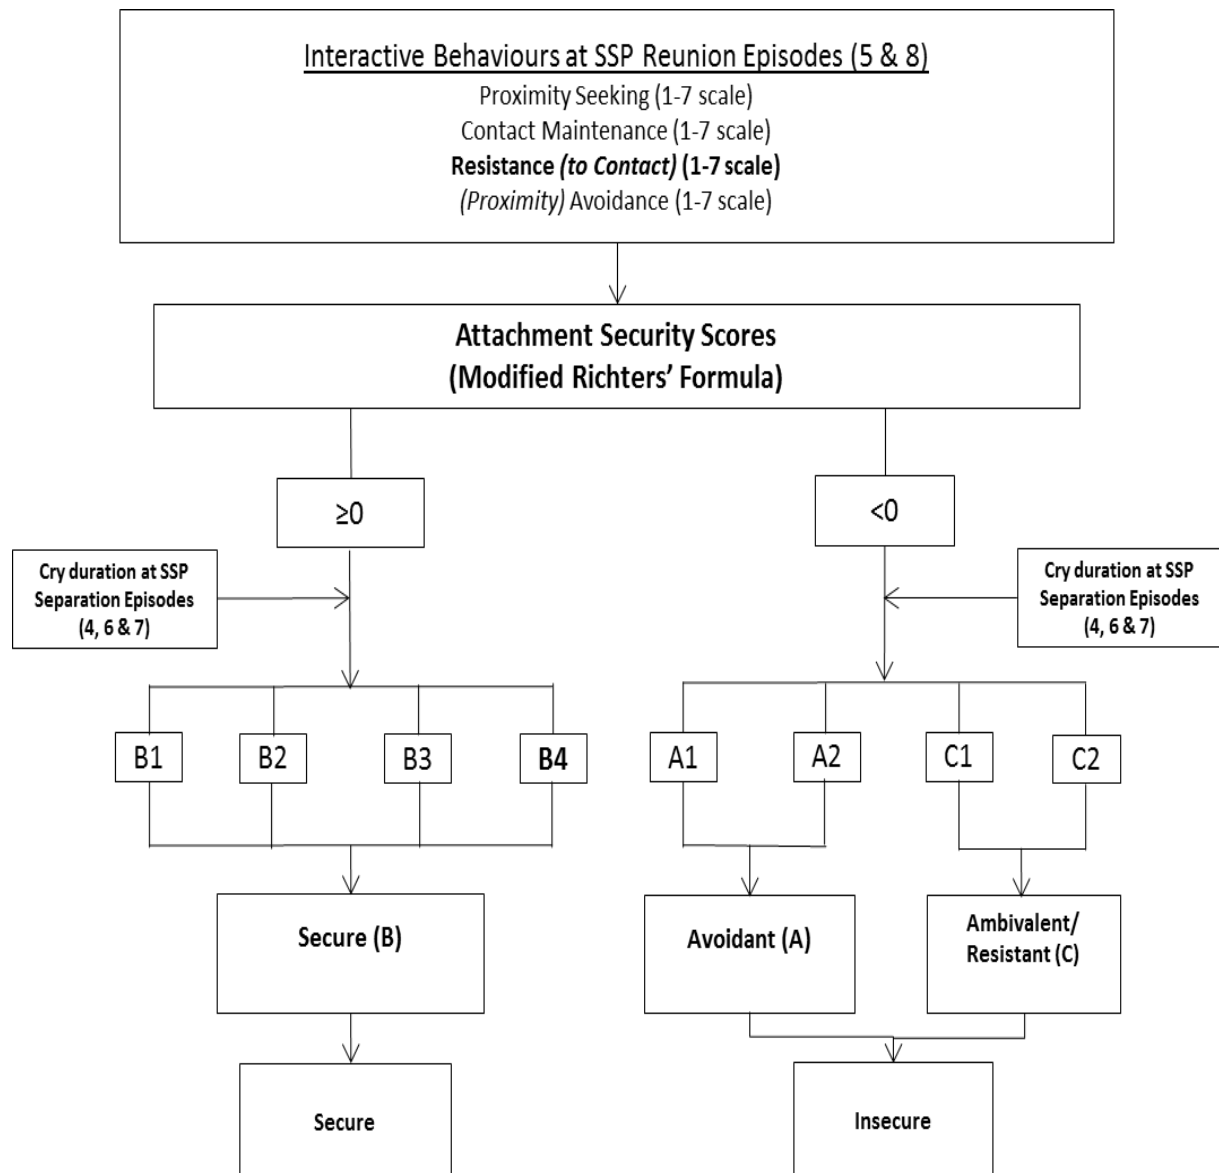 Interactive Behaviours at SSP Reunion Episodes (5 & 8)
Proximity Seeking (1-7 scale)
Contact Maintenance (1-7 scale)
Resistance (to Contact) (1-7 scale)
(Proximity) Avoidance (1-7 scale)
Attachment Security Scores
(Modified Richters’ Formula)
≥0
<0
Cry duration at SSP
Separation Episodes
(4, 6 & 7)
Cry duration at SSP
Separation Episodes
(4, 6 & 7)
B1
B2
B3
B4
A1
A2
C1
C2
Secure (B)
Avoidant (A)
Ambivalent/
Resistant (C)
Secure
Insecure